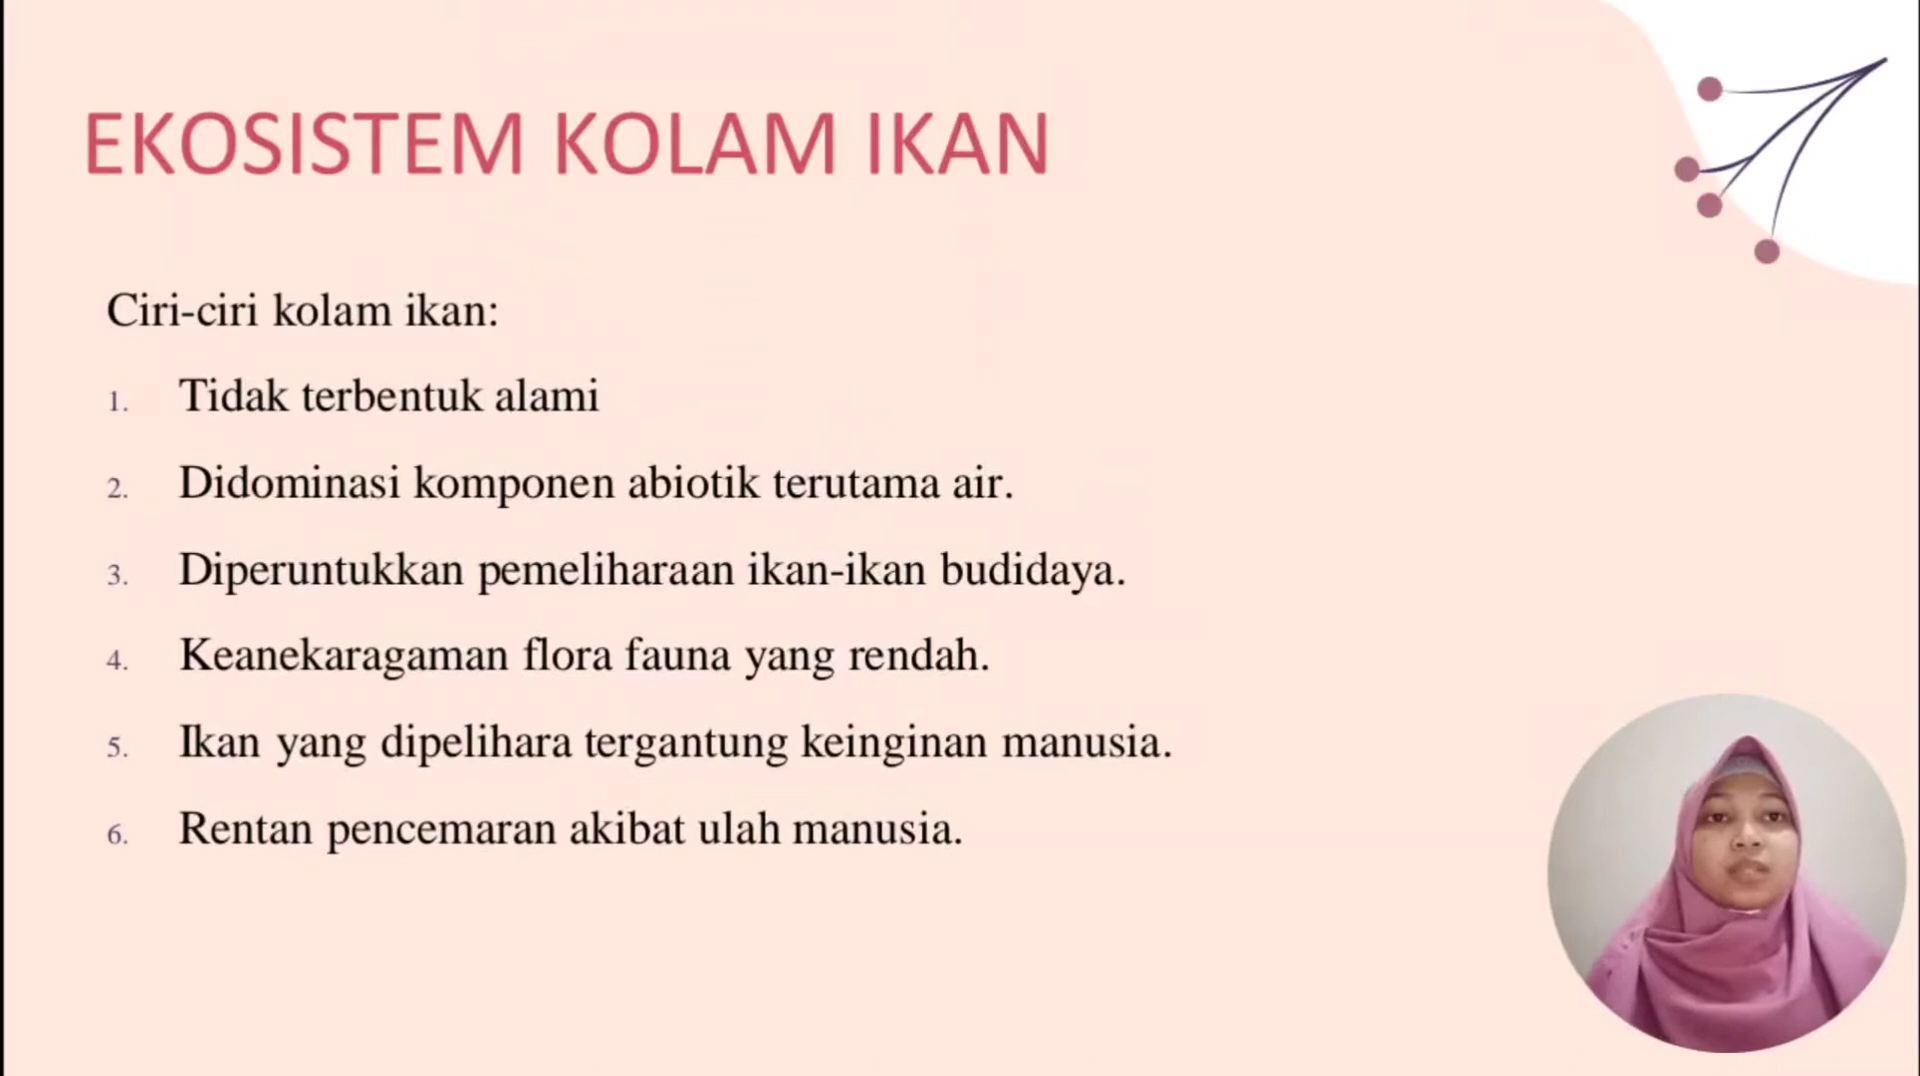 EKOSISTEM KOLAM IKAN
Ciri-ciri kolam ikan:
1. Tidak terbentuk alami
2. Didominasi komponen abiotik terutama air.
3. Diperuntukkan pemeliharaan ikan-ikan budidaya.
4. Keanekaragaman flora fauna yang rendah.
5. Ikan yang dipelihara tergantung keinginan manusia.
6. Rentan pencemaran akibat ulah manusia.